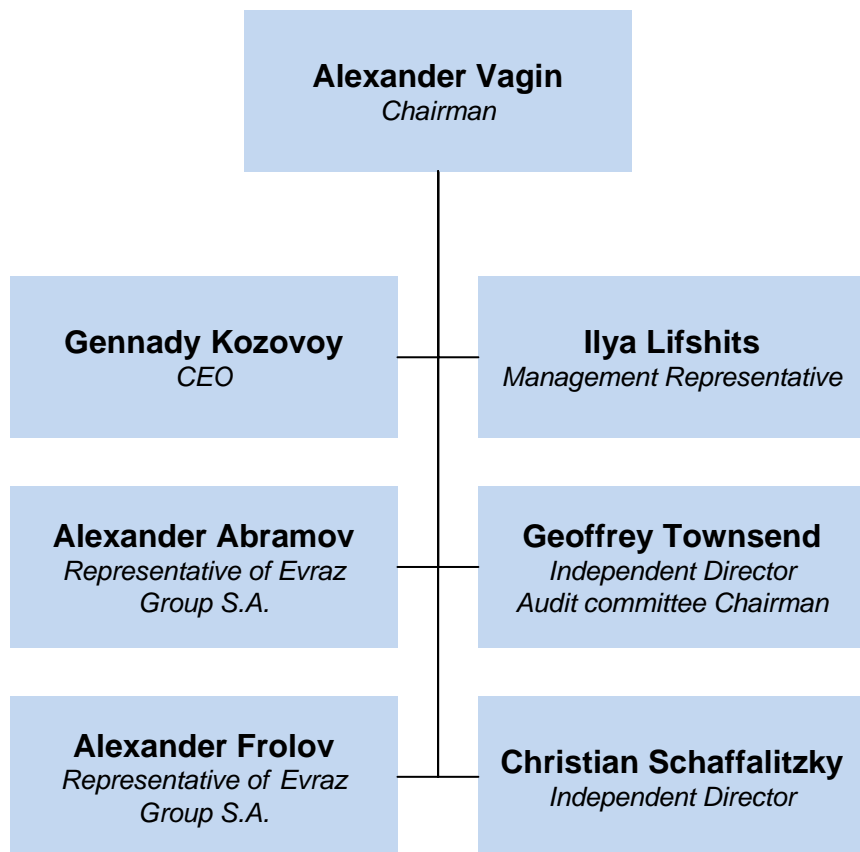 Alexander Vagin
Chairman
Gennady Kozovoy
CEO
Ilya Lifshits
Management Representative
Alexander Abramov
Representative of Evraz
Group S.A.
Geoffrey Townsend
Independent Director
Audit committee Chairman
Alexander Frolov
Representative of Evraz
Group S.A.
Christian Schaffalitzky
Independent Director